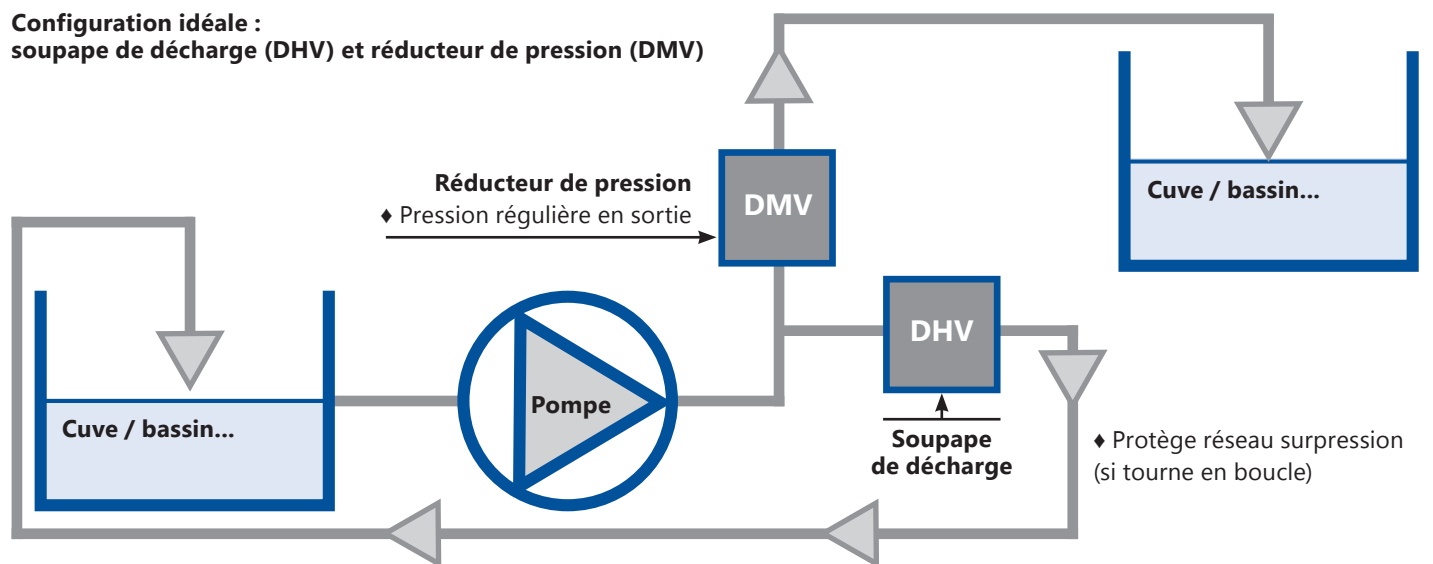 Configuration idéale :
soupape de décharge (DHV) et réducteur de pression (DMV)
Réducteur de pression
♦ Pression régulière en sortie
DMV
Cuve / bassin...
DHV
Pompe
Cuve / bassin...
Soupape
de décharge
♦ Protège réseau surpression
(si tourne en boucle)